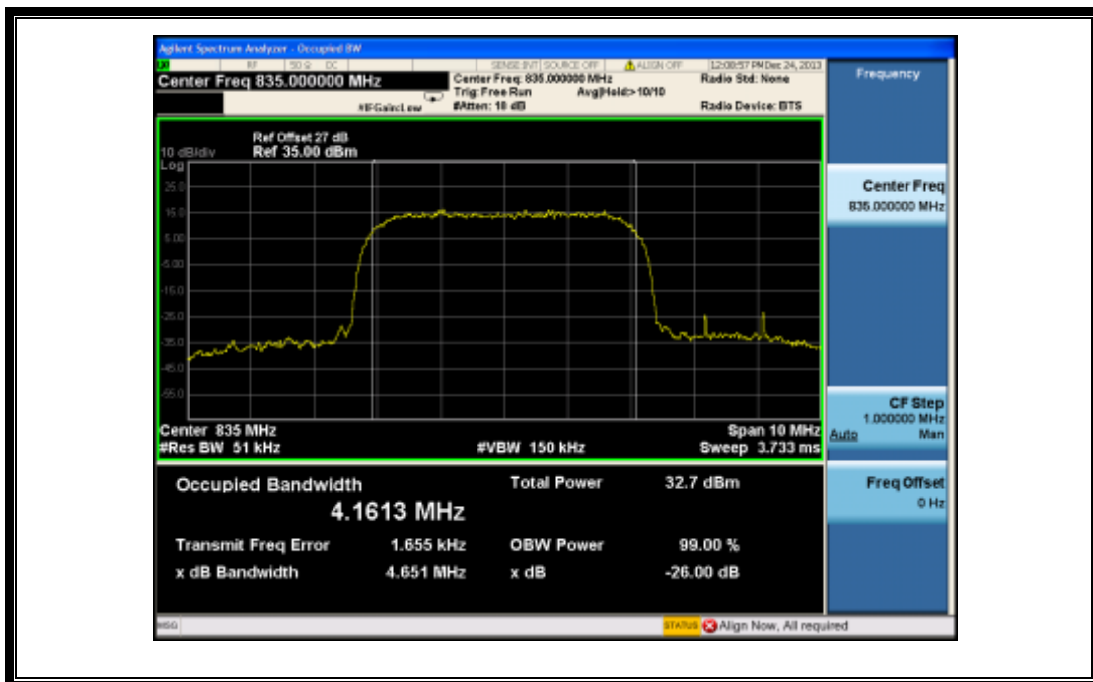 Agilent Spectrum Analyzer - Occupied BW
RF 50 Ω DC SENSE:INT SOURCE OFF ALIGN OFF 12:00:57 PM Dec 24, 2013
Center Freq 835.000000 MHz
Center Freq: 835.000000 MHz
Radio Std: None
Trig: Free Run Avg|Hold:>10/10
#IFGain:Low
#Atten: 10 dB
Radio Device: BTS
Frequency
Ref Offset 27 dB
10 dB/div Ref 35.00 dBm
Log
25.0
15.0
5.00
-5.00
-15.0
-25.0
-35.0
-45.0
-55.0
Center 835 MHz Span 10 MHz
#Res BW 51 kHz #VBW 150 kHz Sweep 3.733 ms
Center Freq
835.000000 MHz
CF Step
1.000000 MHz
Auto Man
Freq Offset
0 Hz
Occupied Bandwidth Total Power 32.7 dBm
4.1613 MHz
Transmit Freq Error 1.655 kHz OBW Power 99.00 %
x dB Bandwidth 4.651 MHz x dB -26.00 dB
MSG STATUS Align Now, All required